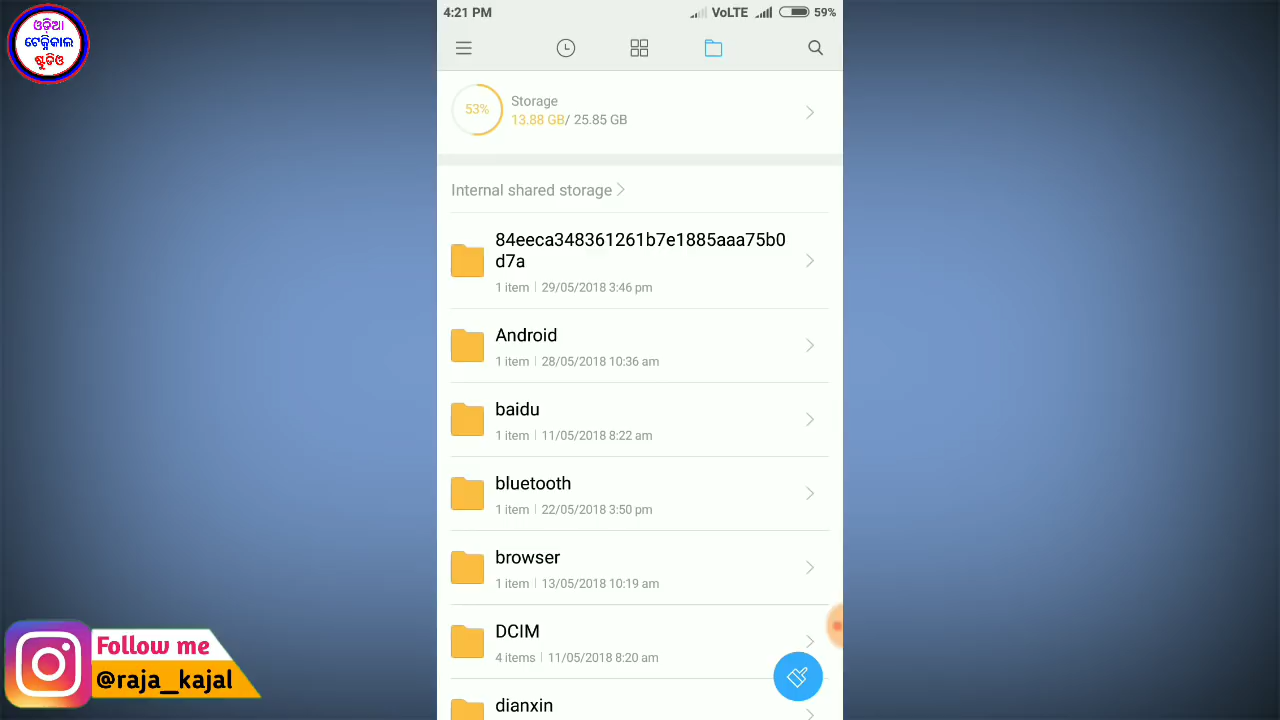 ଓଡ଼ିଆ
ଟେକ୍ନିକାଲ
ଷ୍ଟୁଡିଓ
4:21 PM
VoLTE
59%
53%
Storage
13.88 GB/ 25.85 GB
Internal shared storage
84eeca348361261b7e1885aaa75b0
d7a
1 item | 29/05/2018 3:46 pm
Android
1 item | 28/05/2018 10:36 am
baidu
1 item | 11/05/2018 8:22 am
bluetooth
1 item | 22/05/2018 3:50 pm
browser
1 item | 13/05/2018 10:19 am
DCIM
4 items | 11/05/2018 8:20 am
dianxin
Follow me
@raja_kajal